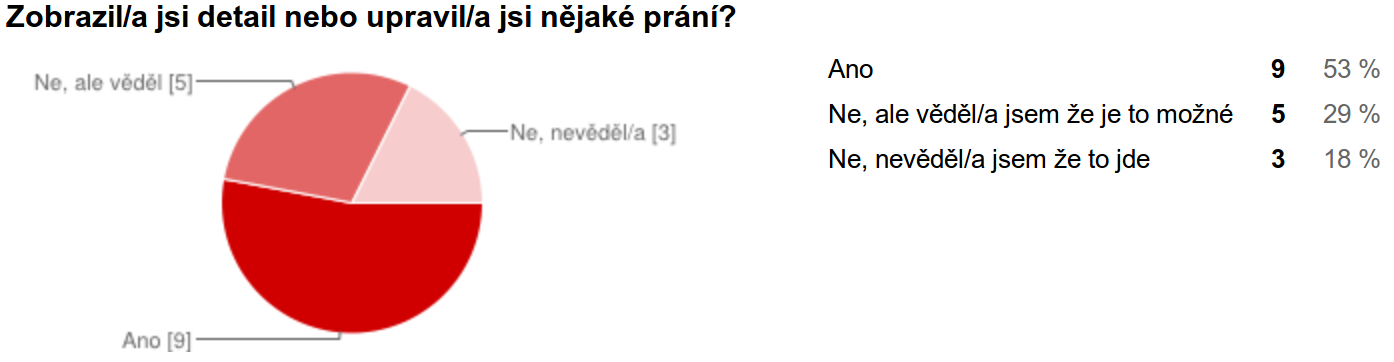 Zobrazil/a jsi detail nebo upravil/a jsi nějaké prání?
Ne, ale věděl [5]
Ne, nevěděl/a [3]
Ano [9]
Ano 9 53 %
Ne, ale věděl/a jsem že je to možné 5 29 %
Ne, nevěděl/a jsem že to jde 3 18 %